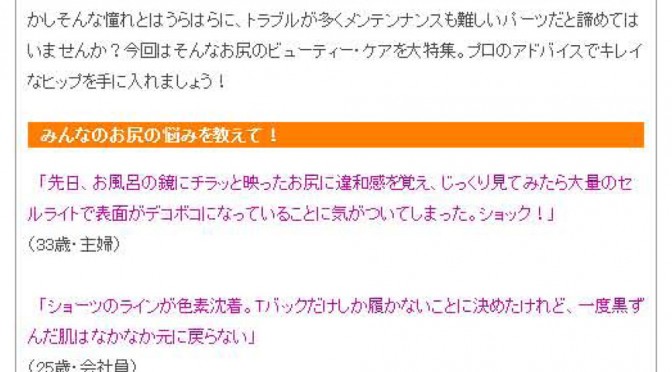 かしそんな憧れとはうらはらに、トラブルが多くメンテンナンスも難しいパーツだと諦めては
いませんか？今回はそんなお尻のビューティー・ケアを大特集。プロのアドバイスでキレイ
なヒップを手に入れましょう！
みんなのお尻の悩みを教えて！
「先日、お風呂の鏡にチラッと映ったお尻に違和感を覚え、じっくり見てみたら大量のセ
ルライトで表面がデコボコになっていることに気がついてしまった。ショック！」
（33歳・主婦）
「ショーツのラインが色素沈着。Tバックだけしか履かないことに決めたけれど、一度黒ず
んだ肌はなかなか元に戻らない」
（25歳・会社員）